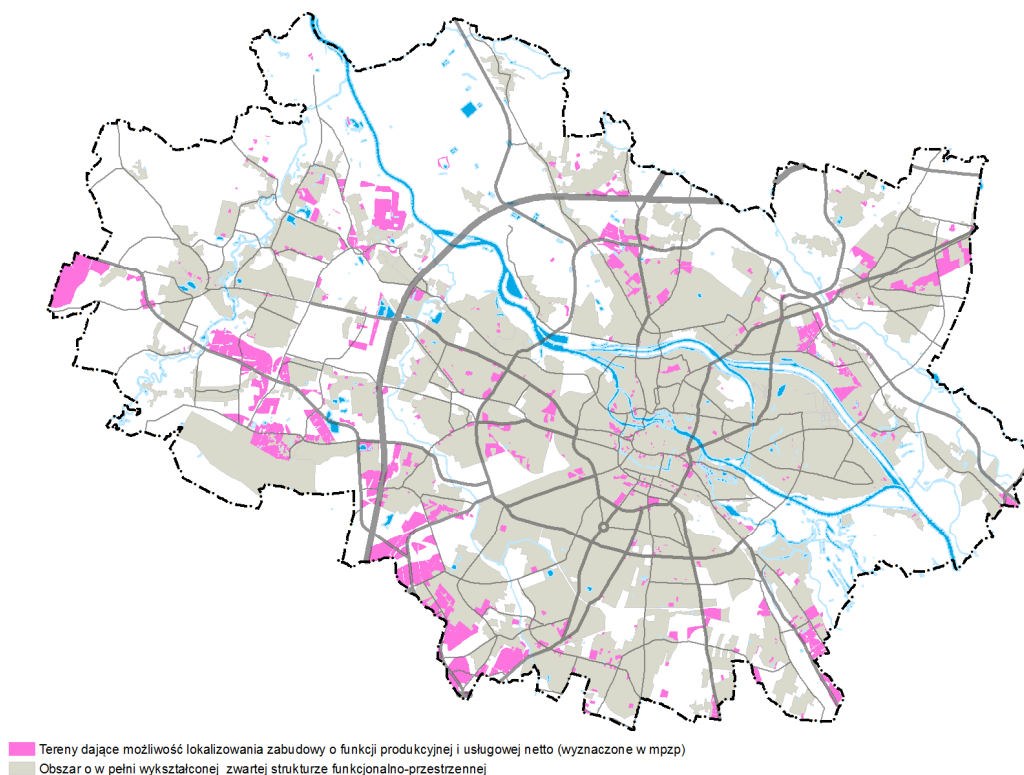 Tereny dające możliwość lokalizowania zabudowy o funkcji produkcyjnej i usługowej netto (wyznaczone w mpzp)
Obszar o w pełni wykształconej zwartej strukturze funkcjonalno-przestrzennej